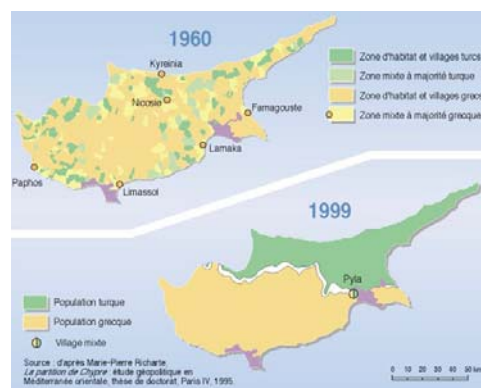 1960
Kyreinia
Nicosie
Famagouste
Larnaka
Paphos
Limassol
Zone d'habitat et villages turcs
Zone mixte à majorité turque
Zone d'habitat et villages grecs
Zone mixte à majorité grecque
1999
Pyla
Population turque
Population grecque
Village mixte
Source : d'après Marie-Pierre Richarte
La partition de Chypre : étude géopolitique en
Méditerranée orientale, thèse de doctorat, Paris IV, 1995.
0 10 20 30 40 50 km